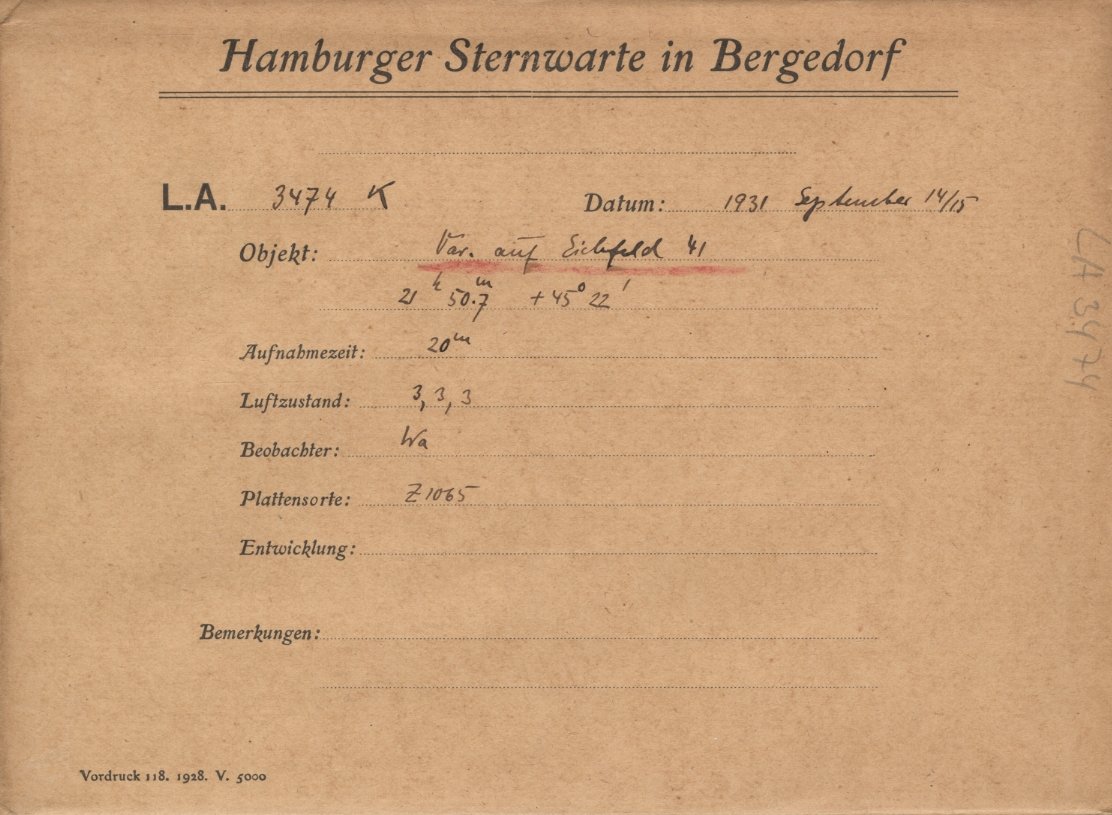 Hamburger Sternwarte in Bergedorf
L.A. 3474 K Datum: 1931 September 14/15
Objekt: Var. auf Eichfeld 41
21ʰ 50.7ᵐ +45° 22'
Aufnahmezeit: 20ᵐ
Luftzustand: 3, 3, 3
Beobachter: Wa
Plattensorte: Z1065
Entwicklung:
Bemerkungen:
Vordruck 118. 1928. V. 5000
LA 3474